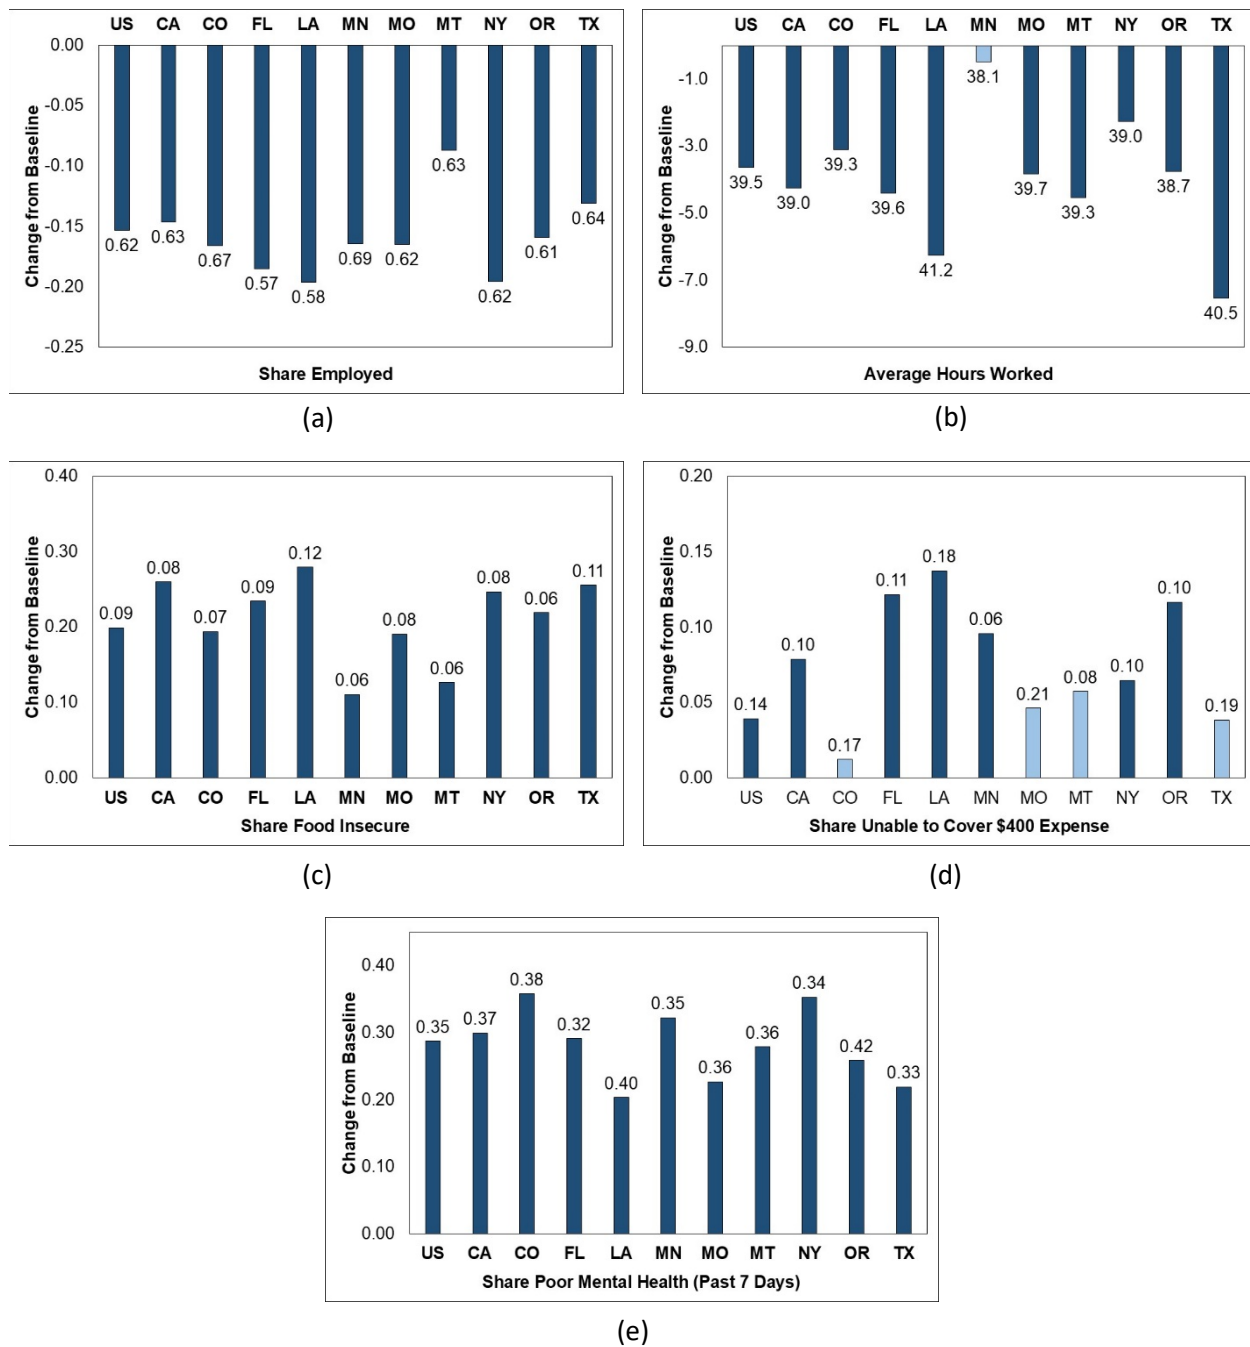 US CA CO FL LA MN MO MT NY OR TX
0.00
-0.05
-0.10
-0.15
-0.20
-0.25
Change from Baseline
0.62 0.63 0.67 0.57 0.58 0.69 0.62 0.63 0.62 0.61 0.64
Share Employed
(a)
US CA CO FL LA MN MO MT NY OR TX
-1.0
-3.0
-5.0
-7.0
-9.0
Change from Baseline
39.5 39.0 39.3 39.6 41.2 38.1 39.7 39.3 39.0 38.7 40.5
Average Hours Worked
(b)
0.40
0.30
0.20
0.10
0.00
Change from Baseline
0.09 0.08 0.07 0.09 0.12 0.06 0.08 0.06 0.08 0.06 0.11
US CA CO FL LA MN MO MT NY OR TX
Share Food Insecure
(c)
0.20
0.15
0.10
0.05
0.00
Change from Baseline
0.14 0.10 0.17 0.11 0.18 0.06 0.21 0.08 0.10 0.10 0.19
US CA CO FL LA MN MO MT NY OR TX
Share Unable to Cover $400 Expense
(d)
0.40
0.30
0.20
0.10
0.00
Change from Baseline
0.35 0.37 0.38 0.32 0.40 0.35 0.36 0.36 0.34 0.42 0.33
US CA CO FL LA MN MO MT NY OR TX
Share Poor Mental Health (Past 7 Days)
(e)